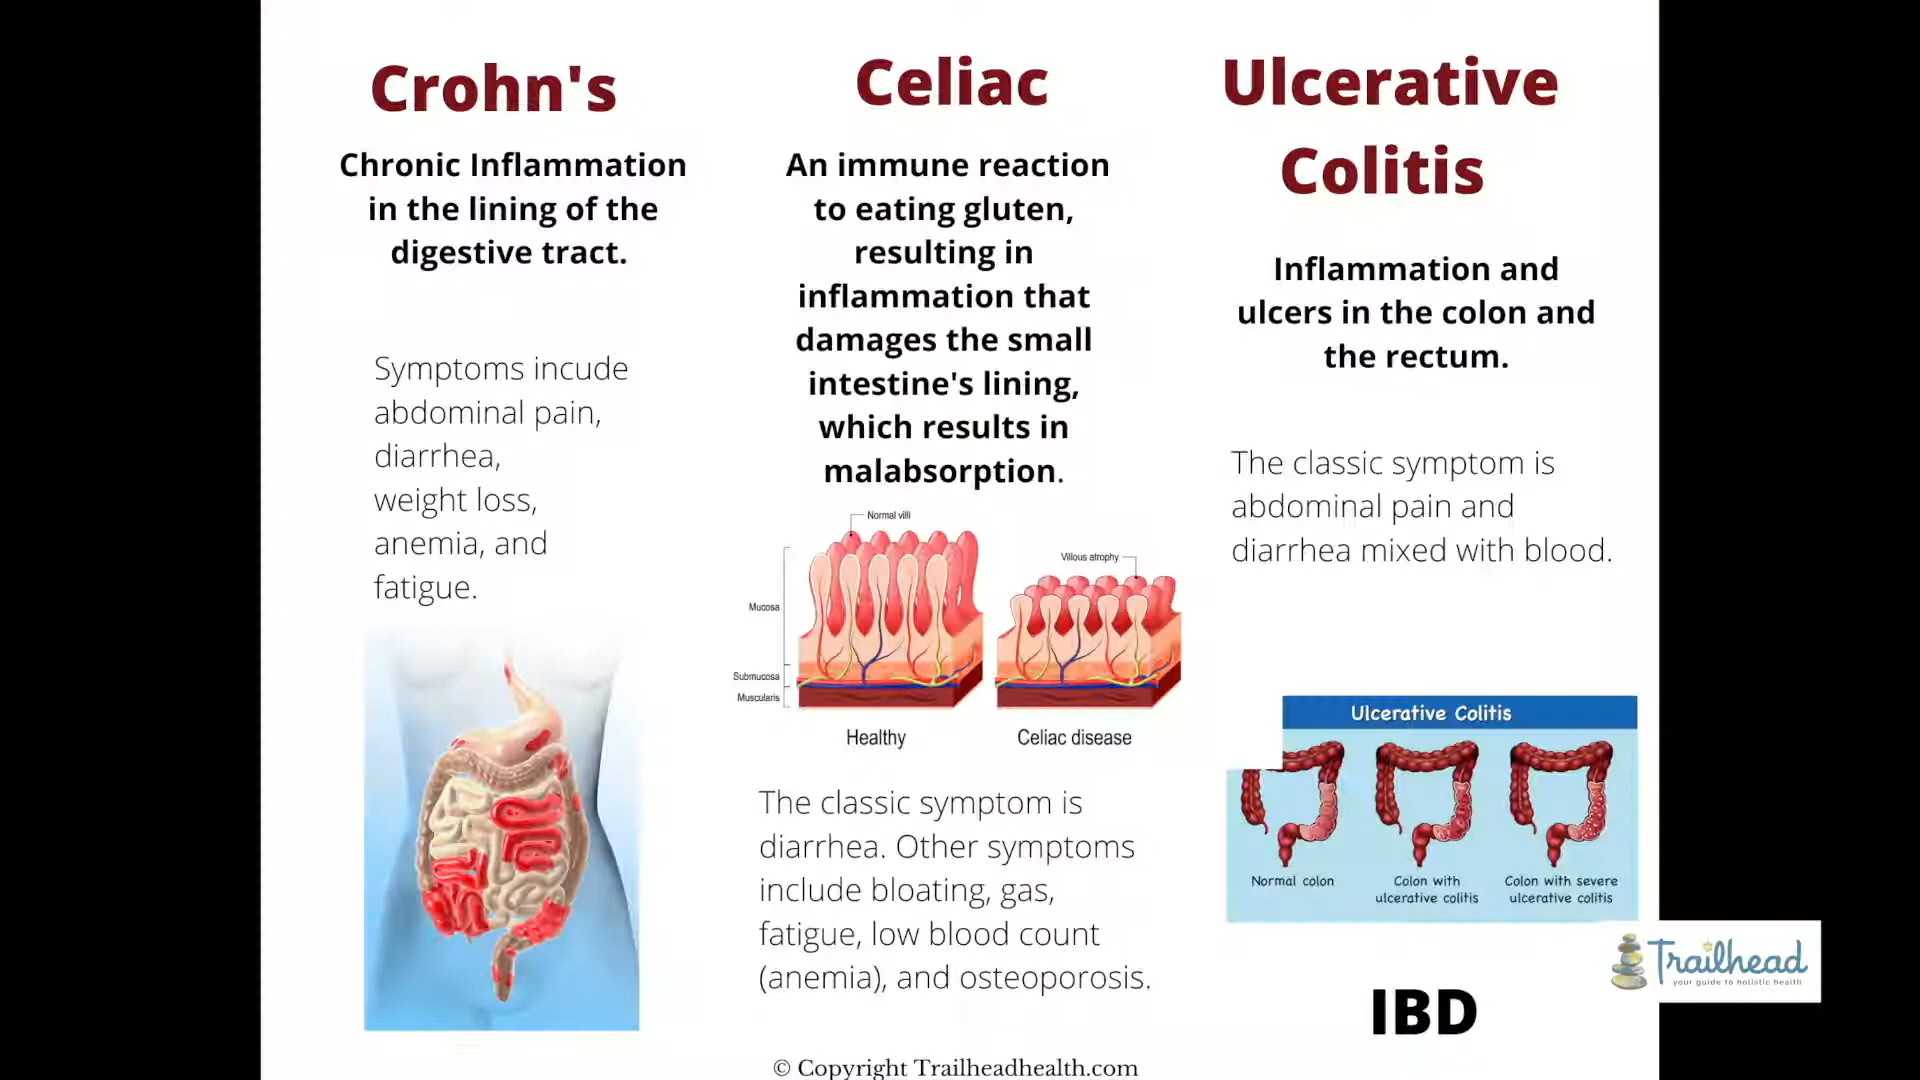 Crohn's
Chronic Inflammation
in the lining of the
digestive tract.
Symptoms incude
abdominal pain,
diarrhea,
weight loss,
anemia, and
fatigue.
Celiac
An immune reaction
to eating gluten,
resulting in
inflammation that
damages the small
intestine's lining,
which results in
malabsorption.
Normal villi
Villous atrophy
Mucosa
Submucosa
Muscularis
Healthy
Celiac disease
The classic symptom is
diarrhea. Other symptoms
include bloating, gas,
fatigue, low blood count
(anemia), and osteoporosis.
Ulcerative
Colitis
Inflammation and
ulcers in the colon and
the rectum.
The classic symptom is
abdominal pain and
diarrhea mixed with blood.
Ulcerative Colitis
Normal colon
Colon with
ulcerative colitis
Colon with severe
ulcerative colitis
Trailhead
your guide to holistic health
IBD
© Copyright Trailheadhealth.com